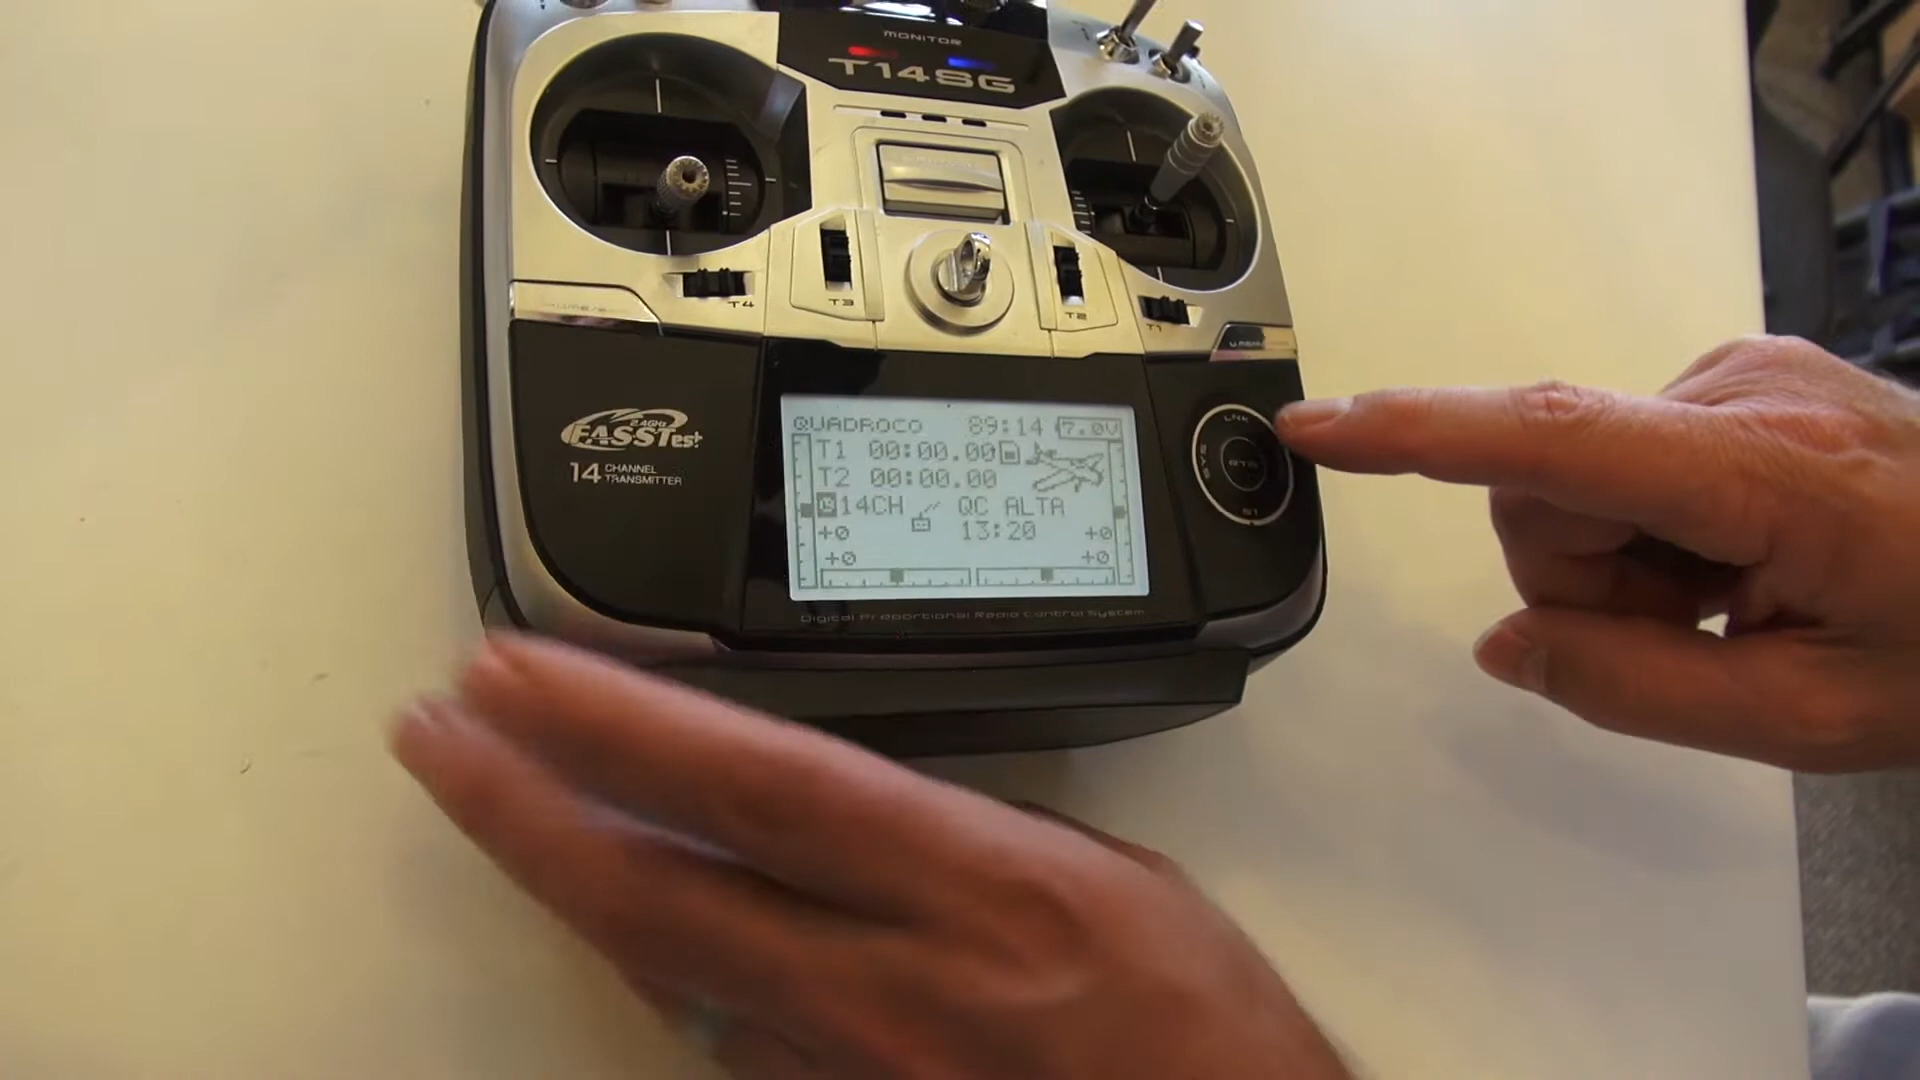 MONITOR
T14SG
T4
T3
T2
T1
2.4GHz
FASSTest
14 CHANNEL
TRANSMITTER
QUADROCO 89:14 7.0V
T1 00:00.00
T2 00:00.00
14CH QC ALTA
13:20
+0 +0
+0 +0
LNK
SYS
RTN
S1
Digital Proportional Radio Control System